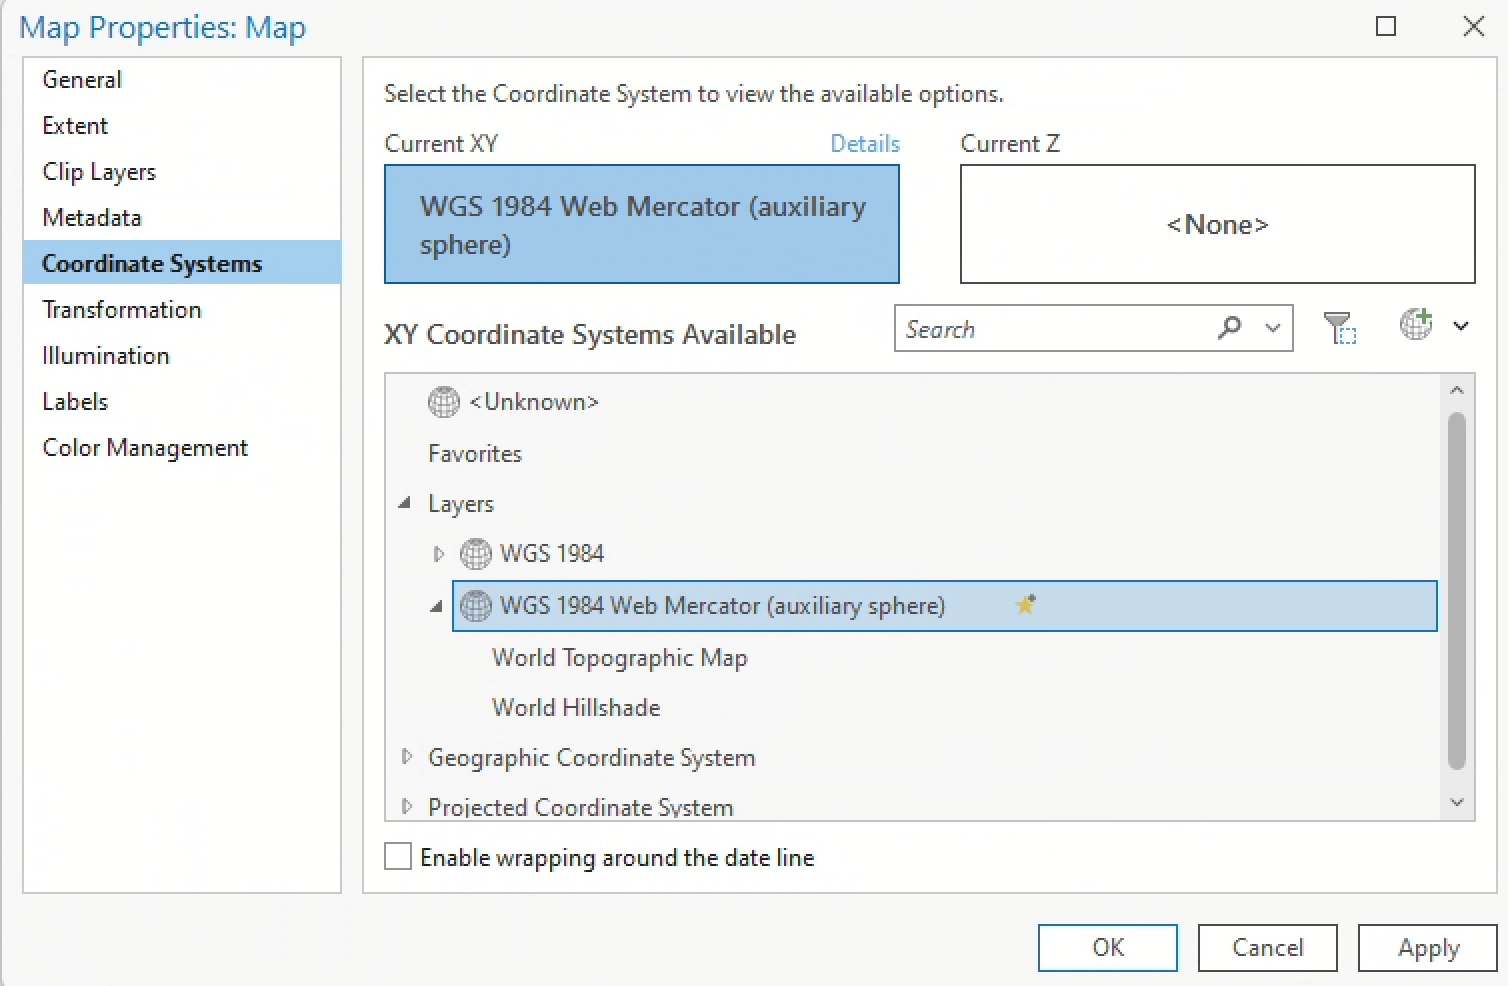 Map Properties: Map
General
Extent
Clip Layers
Metadata
Coordinate Systems
Transformation
Illumination
Labels
Color Management
Select the Coordinate System to view the available options.
Current XY
Details
Current Z
WGS 1984 Web Mercator (auxiliary
sphere)
<None>
XY Coordinate Systems Available
Search
<Unknown>
Favorites
Layers
WGS 1984
WGS 1984 Web Mercator (auxiliary sphere)
World Topographic Map
World Hillshade
Geographic Coordinate System
Projected Coordinate System
Enable wrapping around the date line
OK
Cancel
Apply